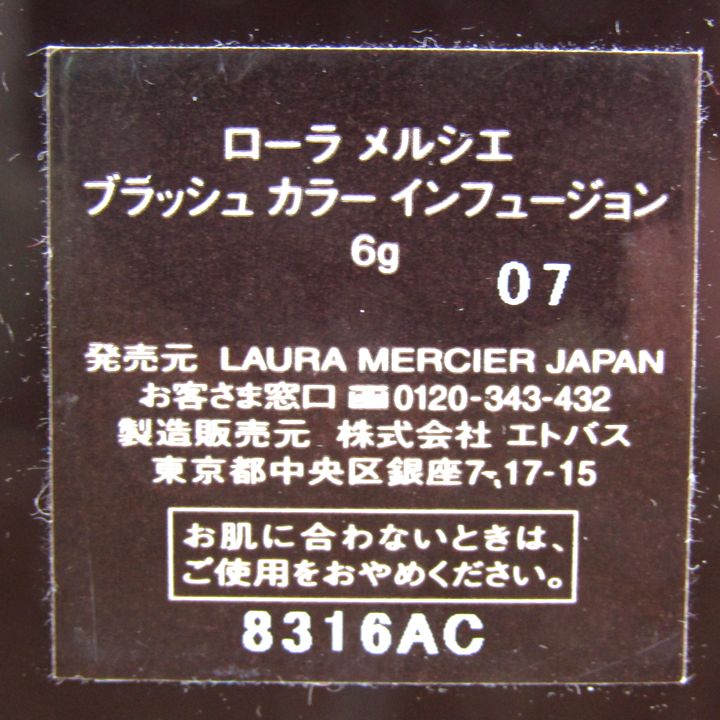 ローラ メルシエ
ブラッシュ カラー インフュージョン
6g
07
発売元 LAURA MERCIER JAPAN
お客さま窓口 0120-343-432
製造販売元 株式会社 エトバス
東京都中央区銀座7-17-15
お肌に合わないときは、
ご使用をおやめください。
8316AC